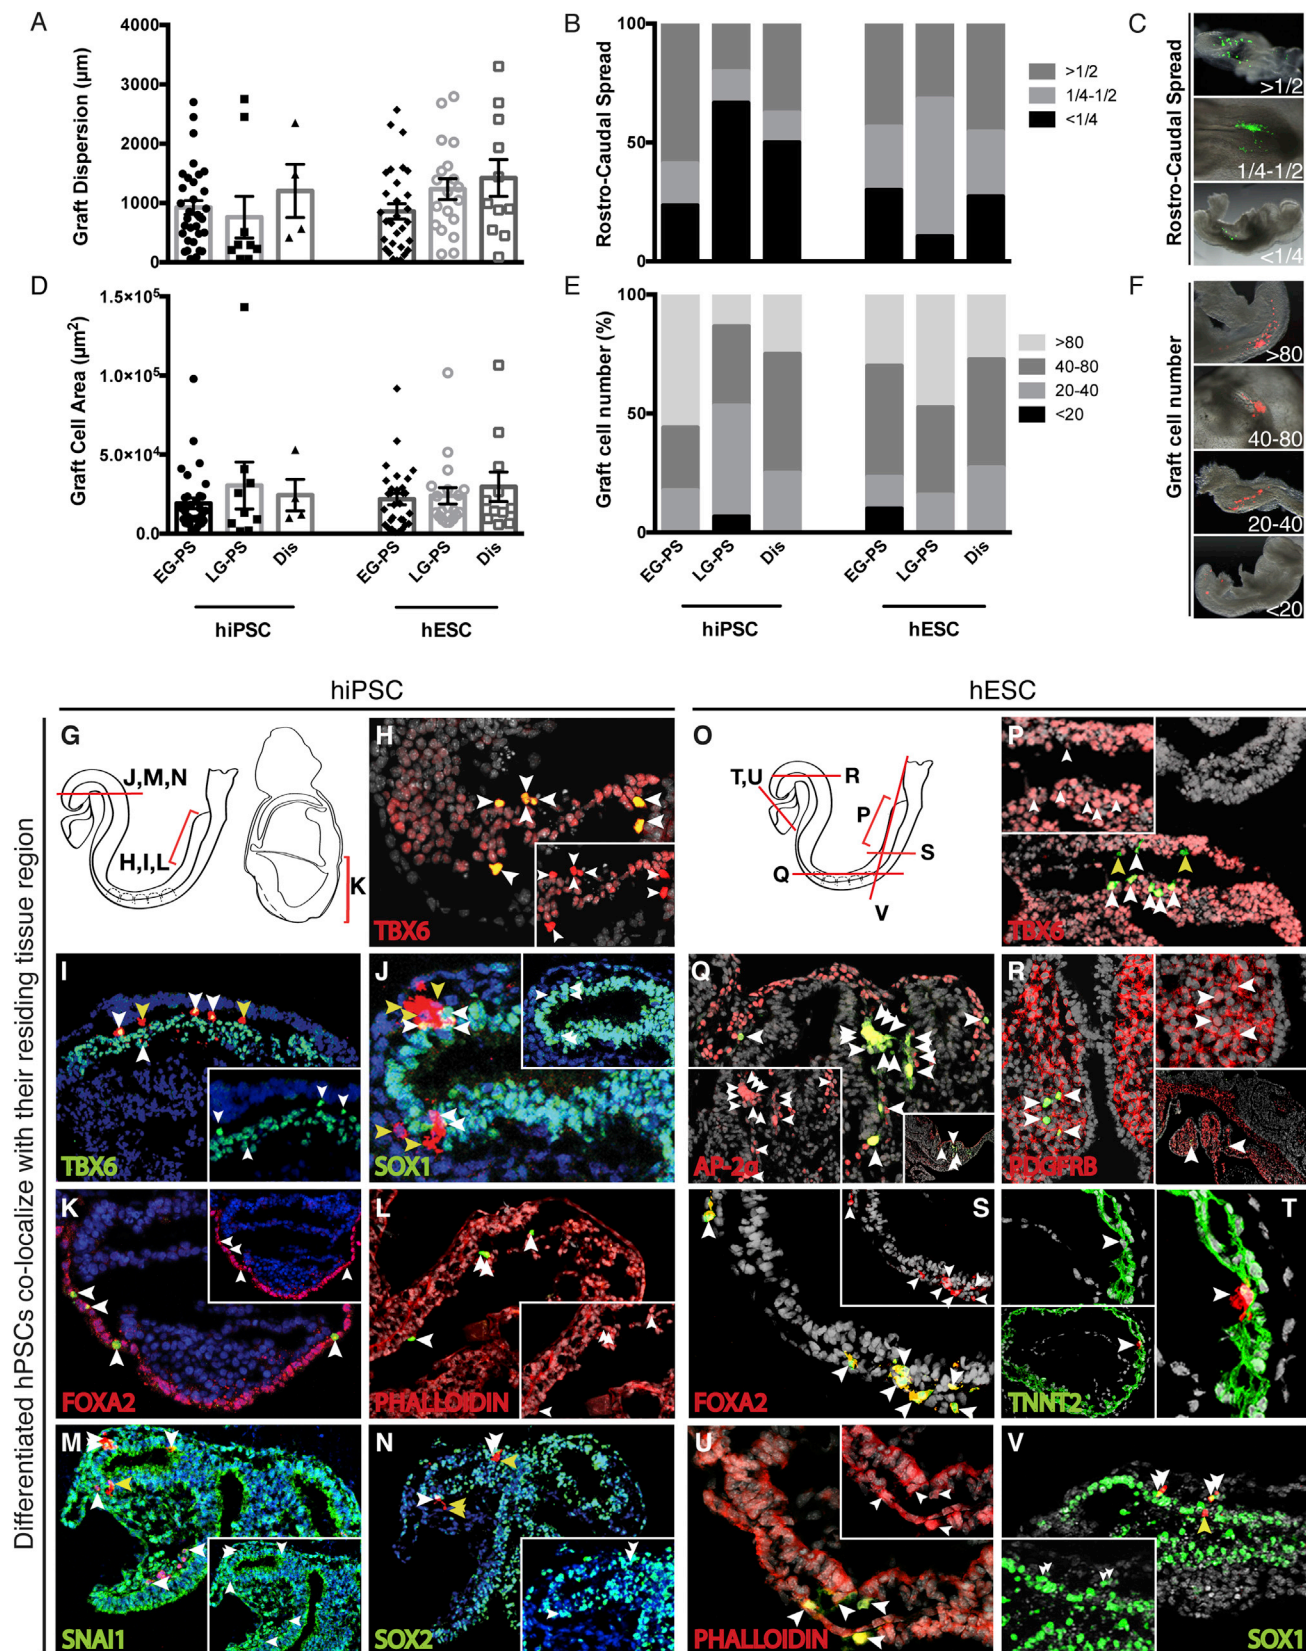 A
Graft Dispersion (μm)
4000
3000
2000
1000
0
B
Rostro-Caudal Spread
100
50
0
>1/2
1/4-1/2
<1/4
C
Rostro-Caudal Spread
>1/2
1/4-1/2
<1/4
D
Graft Cell Area (μm²)
1.5×10⁵
1.0×10⁵
5.0×10⁴
0.0
EG-PS
LG-PS
Dis
EG-PS
LG-PS
Dis
hiPSC
hESC
E
Graft cell number (%)
100
50
0
EG-PS
LG-PS
Dis
EG-PS
LG-PS
Dis
hiPSC
hESC
>80
40-80
20-40
<20
F
Graft cell number
>80
40-80
20-40
<20
Differentiated hPSCs co-localize with their residing tissue region
hiPSC
hESC
G
J,M,N
H,I,L
K
H
TBX6
O
T,U
R
P
S
Q
V
P
TBX6
I
TBX6
J
SOX1
Q
AP-2α
R
PDGFRB
K
FOXA2
L
PHALLOIDIN
S
FOXA2
T
TNNT2
M
SNAI1
N
SOX2
U
PHALLOIDIN
V
SOX1